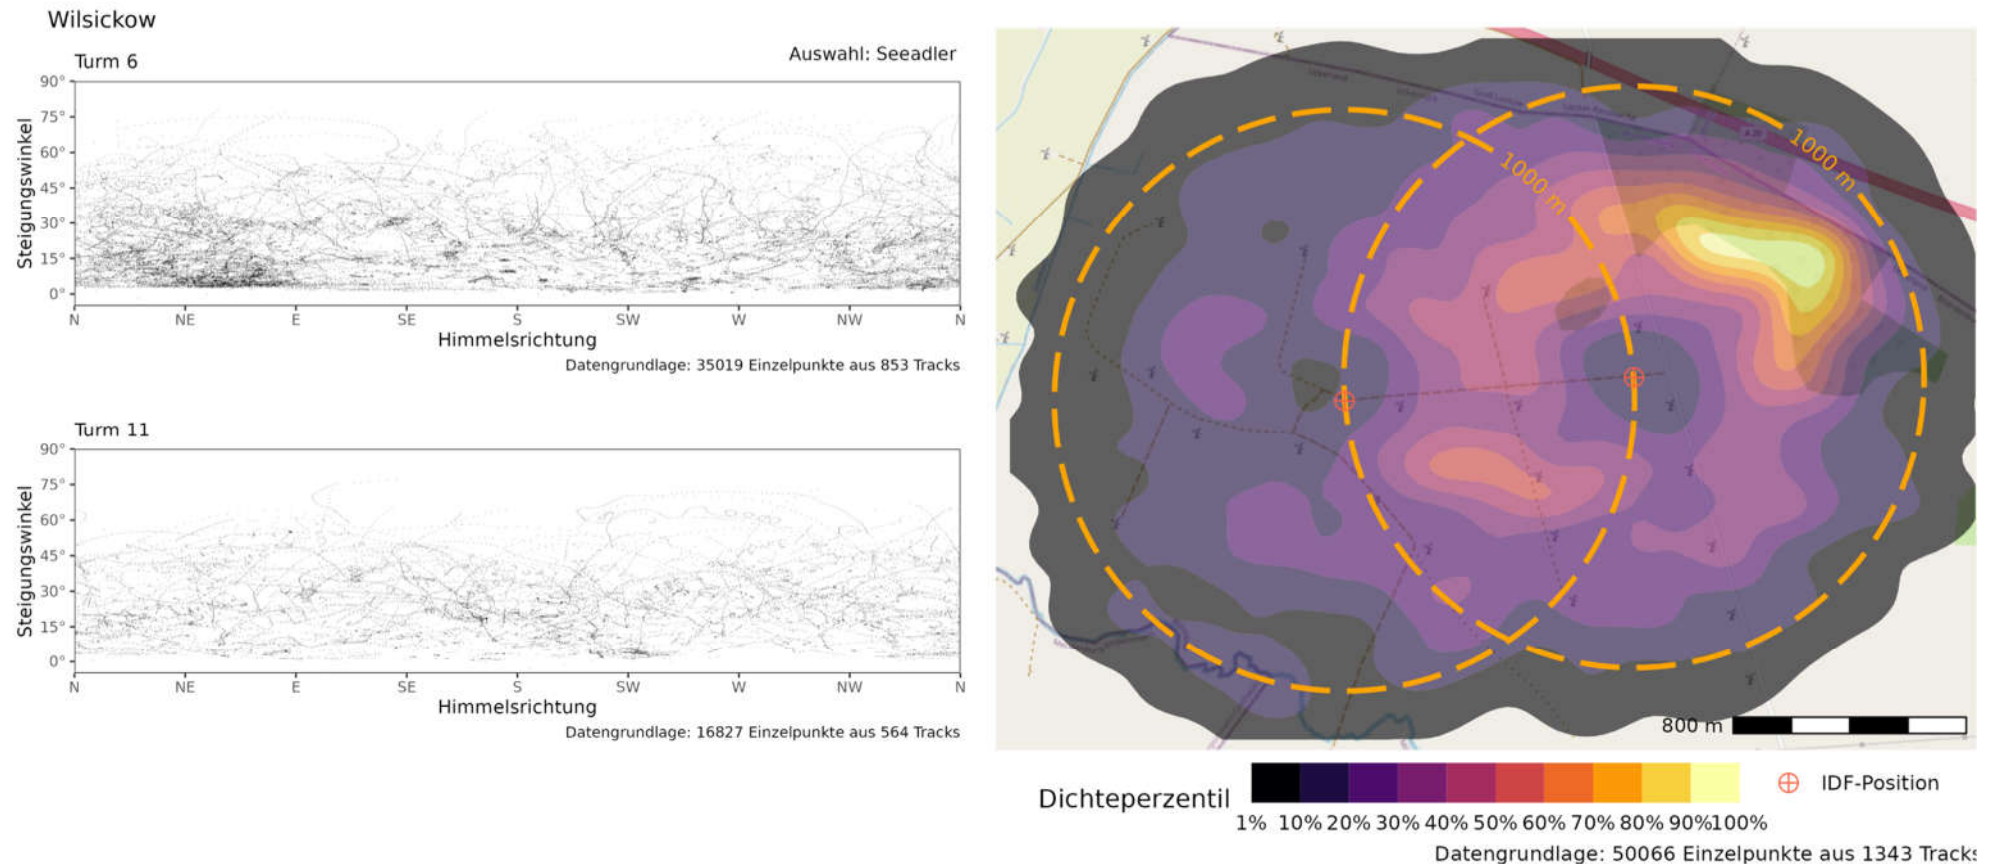 Wilsickow
Turm 6
Auswahl: Seeadler
90°
75°
60°
45°
30°
15°
0°
Steigungswinkel
N NE E SE S SW W NW N
Himmelsrichtung
Datengrundlage: 35019 Einzelpunkte aus 853 Tracks
Turm 11
90°
75°
60°
45°
30°
15°
0°
Steigungswinkel
N NE E SE S SW W NW N
Himmelsrichtung
Datengrundlage: 16827 Einzelpunkte aus 564 Tracks
A 20
1000 m
1000 m
800 m
Dichteperzentil
1% 10% 20% 30% 40% 50% 60% 70% 80% 90% 100%
IDF-Position
Datengrundlage: 50066 Einzelpunkte aus 1343 Tracks